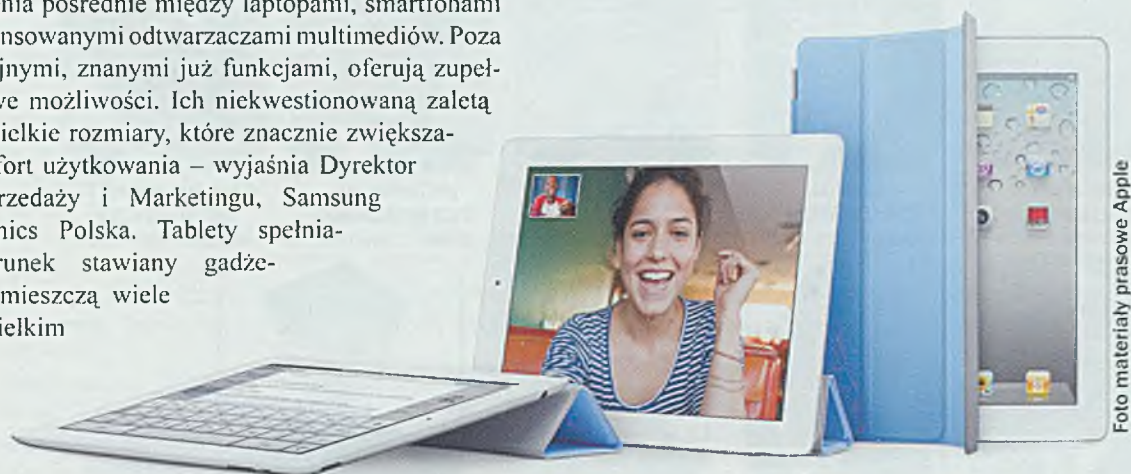 nia pośrednie między laptopami, smartfonami
nsowanymi odtwarzaczami multimediów. Poza
jnymi, znanymi już funkcjami, oferują zupeł-
we możliwości. Ich niekwestionowaną zaletą
ielkie rozmiary, które znacznie zwiększa-
fort użytkowania – wyjaśnia Dyrektor
rzedaży i Marketingu, Samsung
nics Polska. Tablety spełnia-
runek stawiany gadże-
mieszczą wiele
ielkim
Foto materiały prasowe Apple